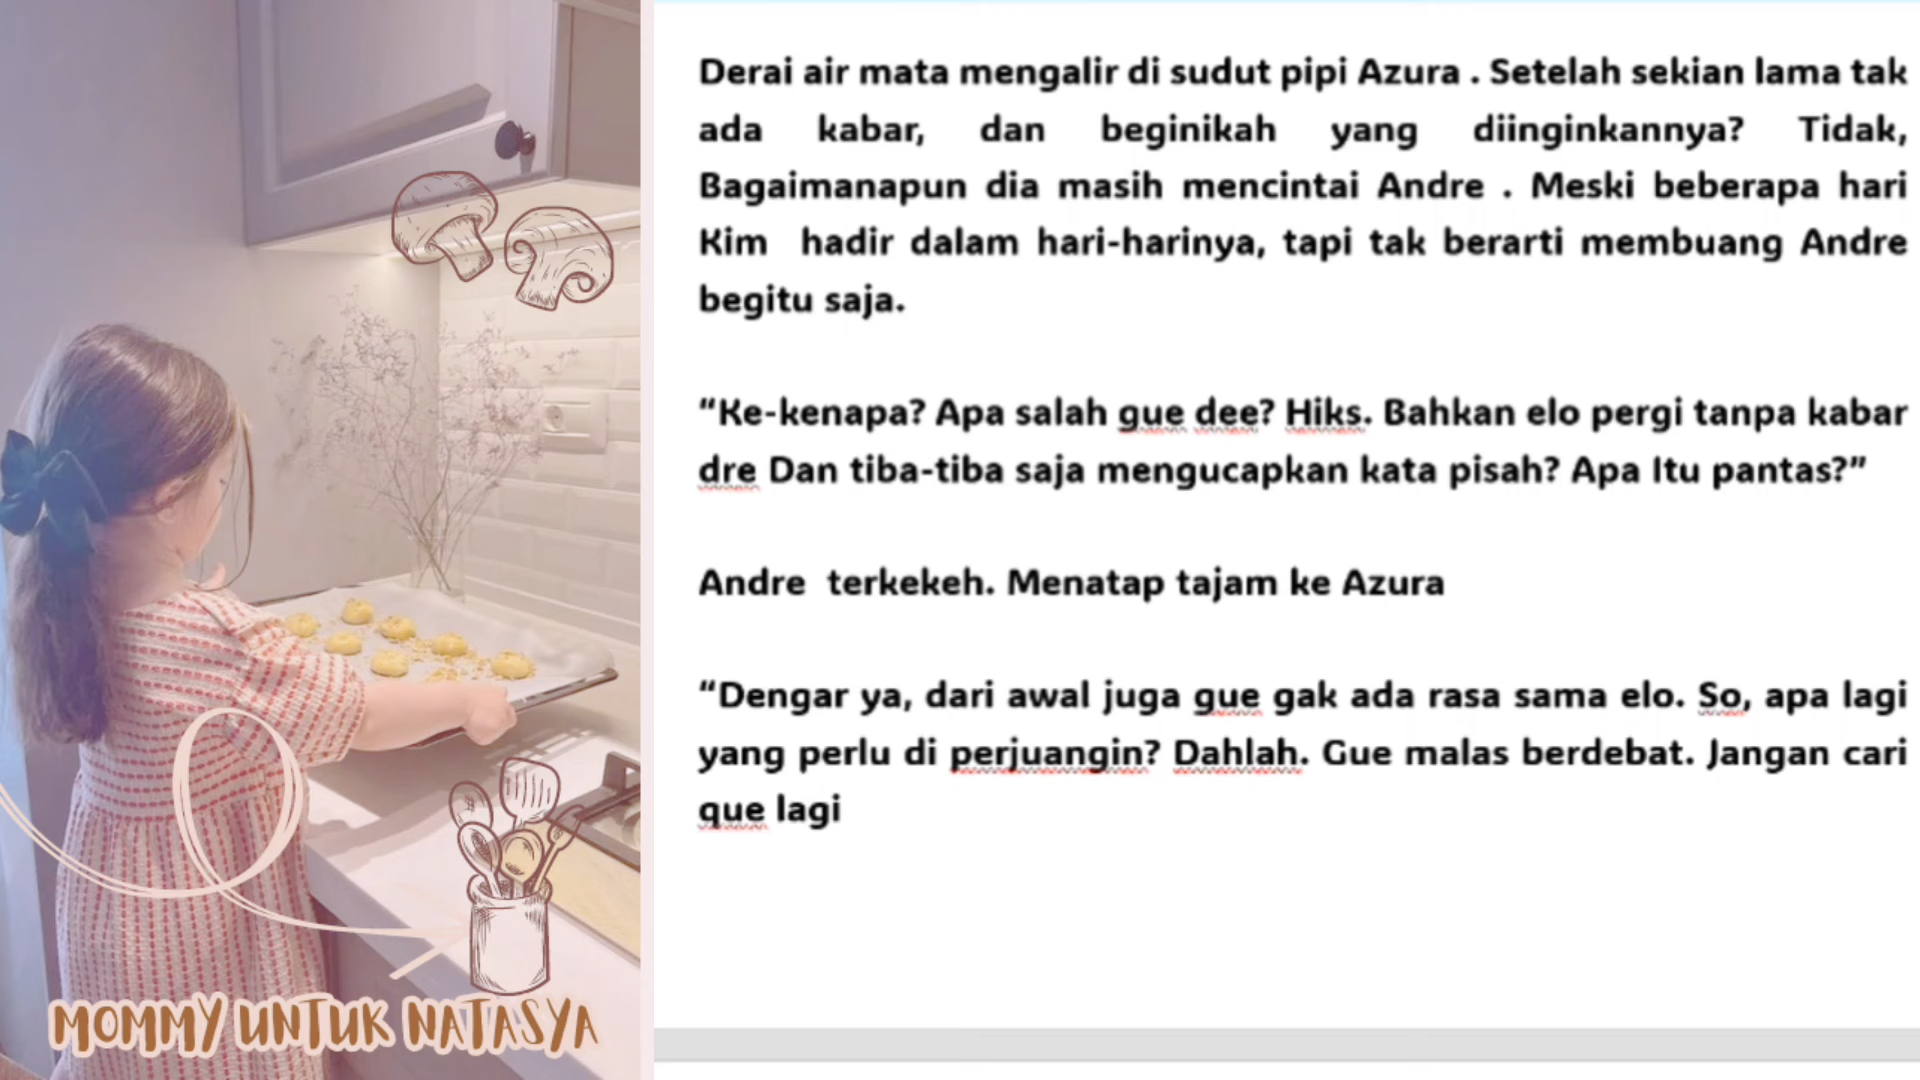 Derai air mata mengalir di sudut pipi Azura . Setelah sekian lama tak
ada kabar, dan beginikah yang diinginkannya? Tidak,
Bagaimanapun dia masih mencintai Andre . Meski beberapa hari
Kim hadir dalam hari-harinya, tapi tak berarti membuang Andre
begitu saja.
“Ke-kenapa? Apa salah gue dee? Hiks. Bahkan elo pergi tanpa kabar
dre Dan tiba-tiba saja mengucapkan kata pisah? Apa Itu pantas?”
Andre terkekeh. Menatap tajam ke Azura
“Dengar ya, dari awal juga gue gak ada rasa sama elo. So, apa lagi
yang perlu di perjuangin? Dahlah. Gue malas berdebat. Jangan cari
que lagi
MOMMY UNTUK NATASYA